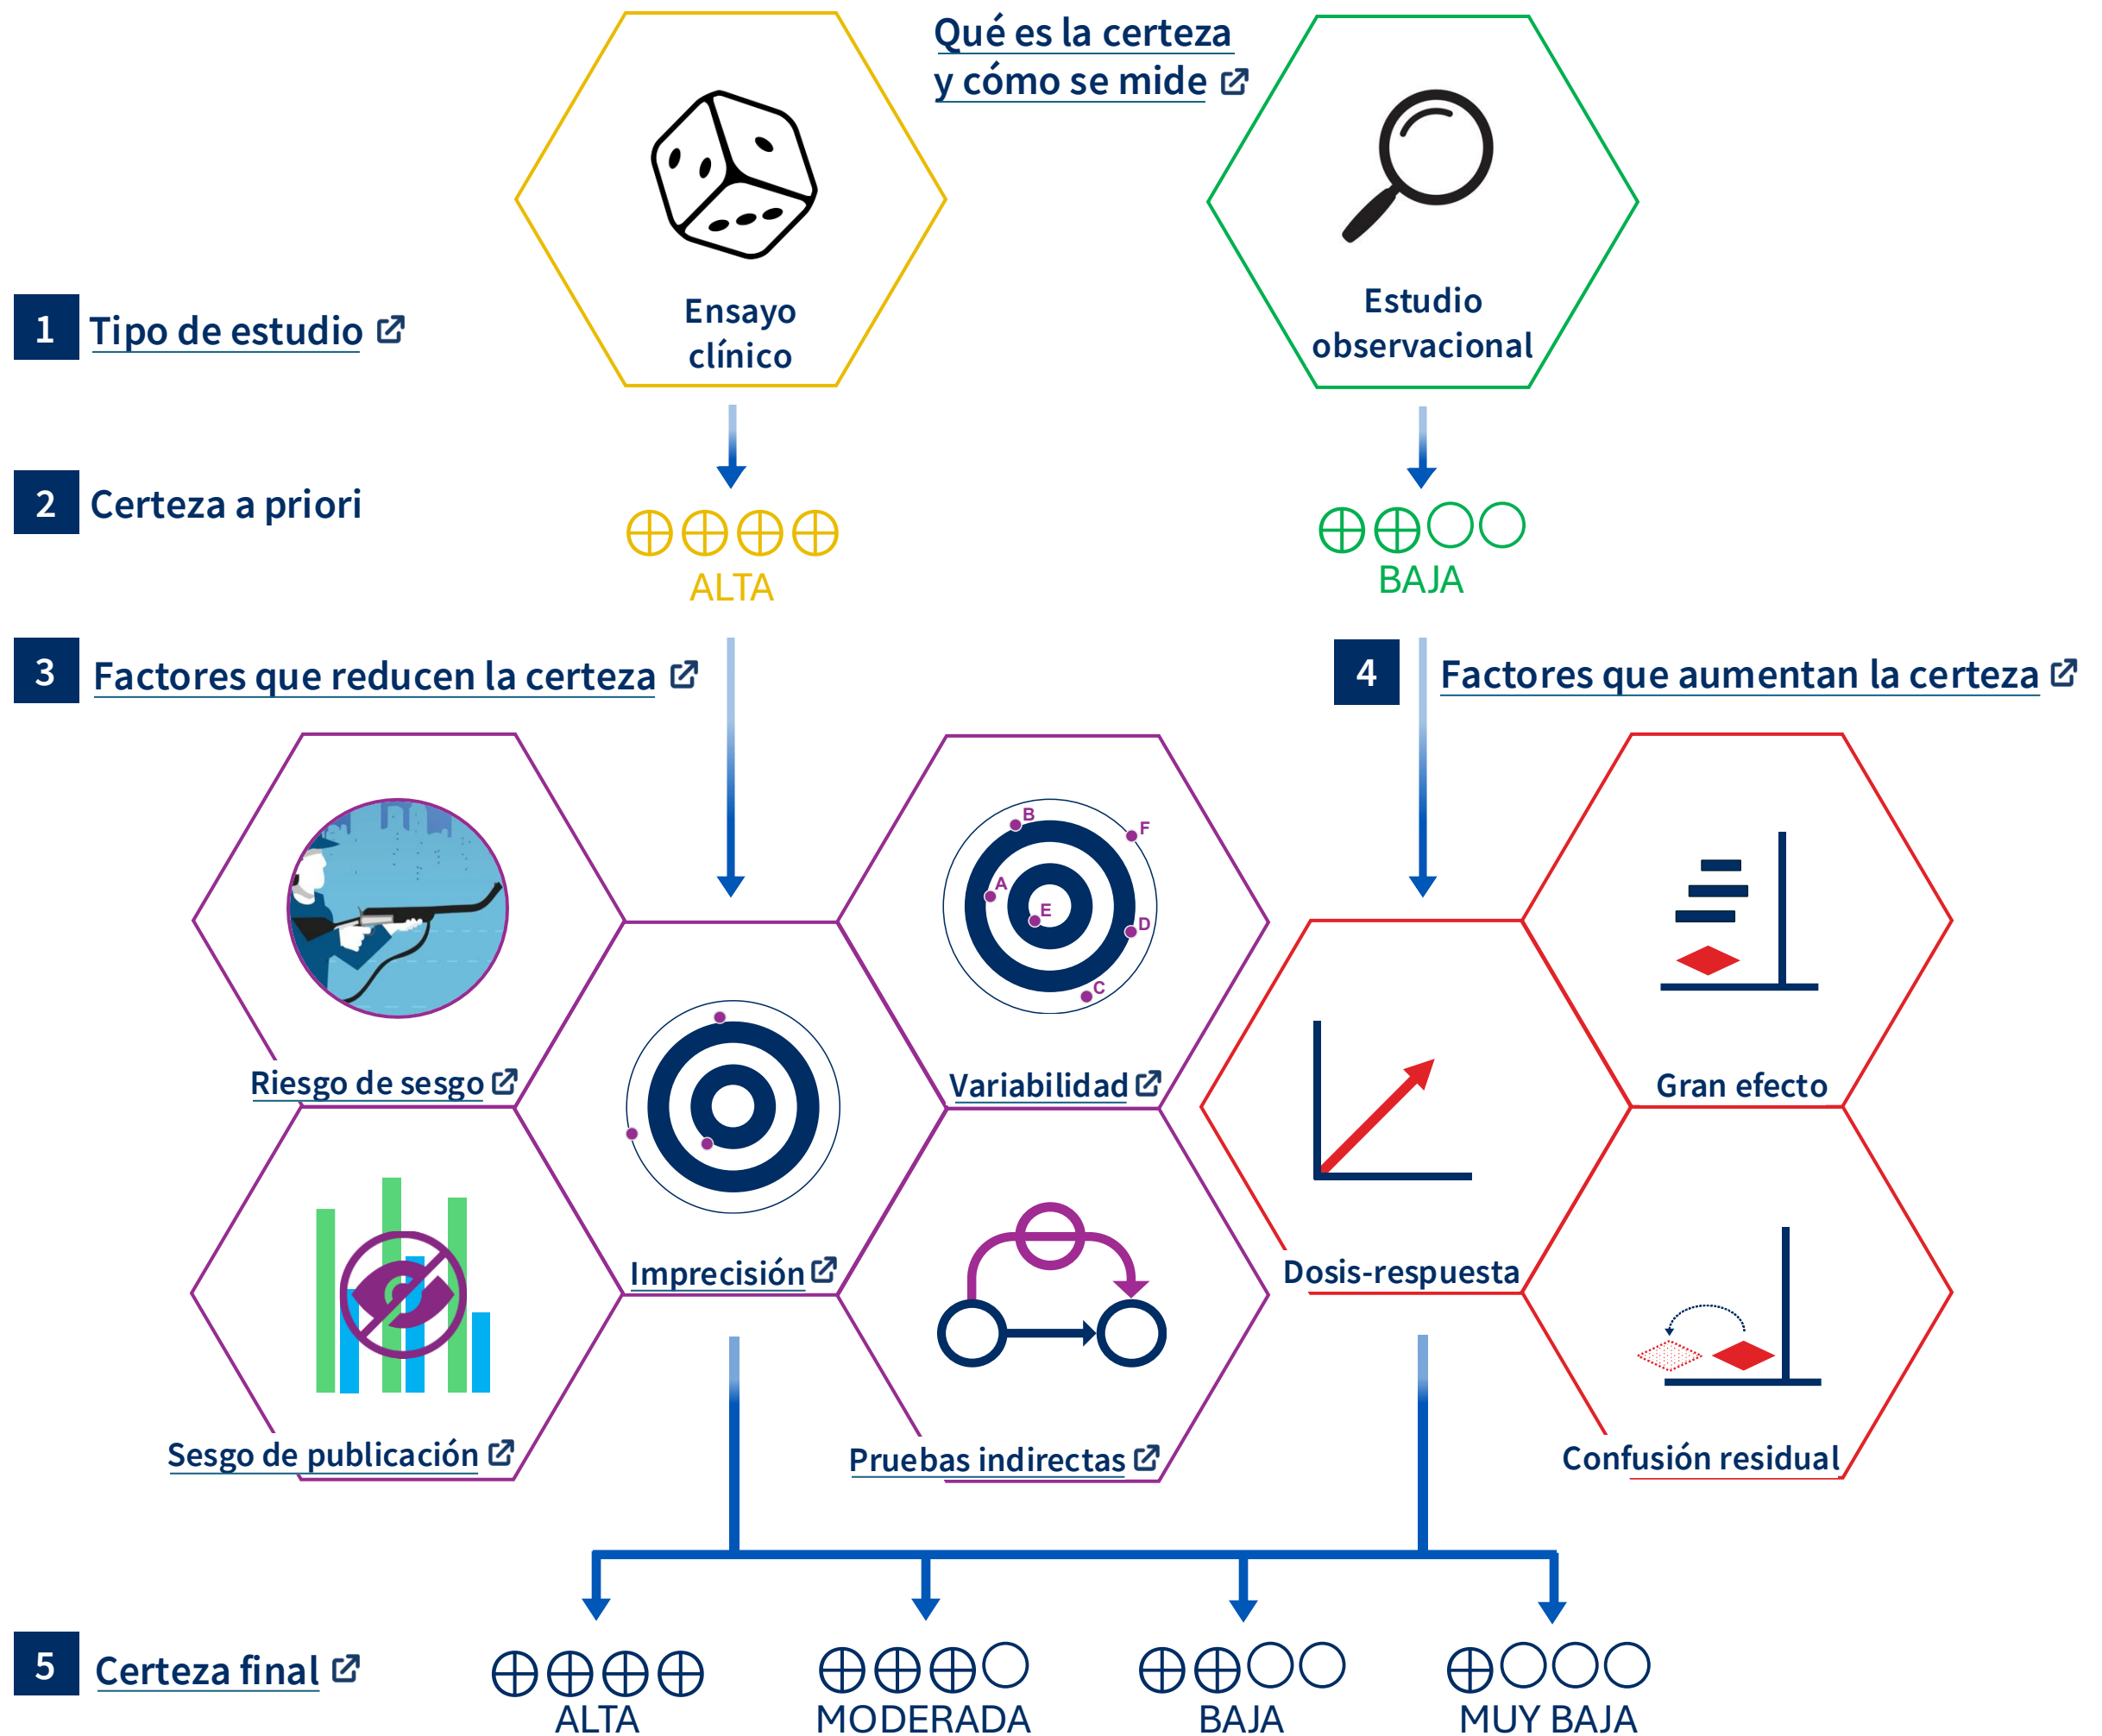 Qué es la certeza
y cómo se mide
1 Tipo de estudio
Ensayo
clínico
Estudio
observacional
2 Certeza a priori
ALTA
BAJA
3 Factores que reducen la certeza
4 Factores que aumentan la certeza
B
F
A
E
D
C
Riesgo de sesgo
Variabilidad
Gran efecto
Imprecisión
Dosis-respuesta
Sesgo de publicación
Pruebas indirectas
Confusión residual
5 Certeza final
ALTA
MODERADA
BAJA
MUY BAJA